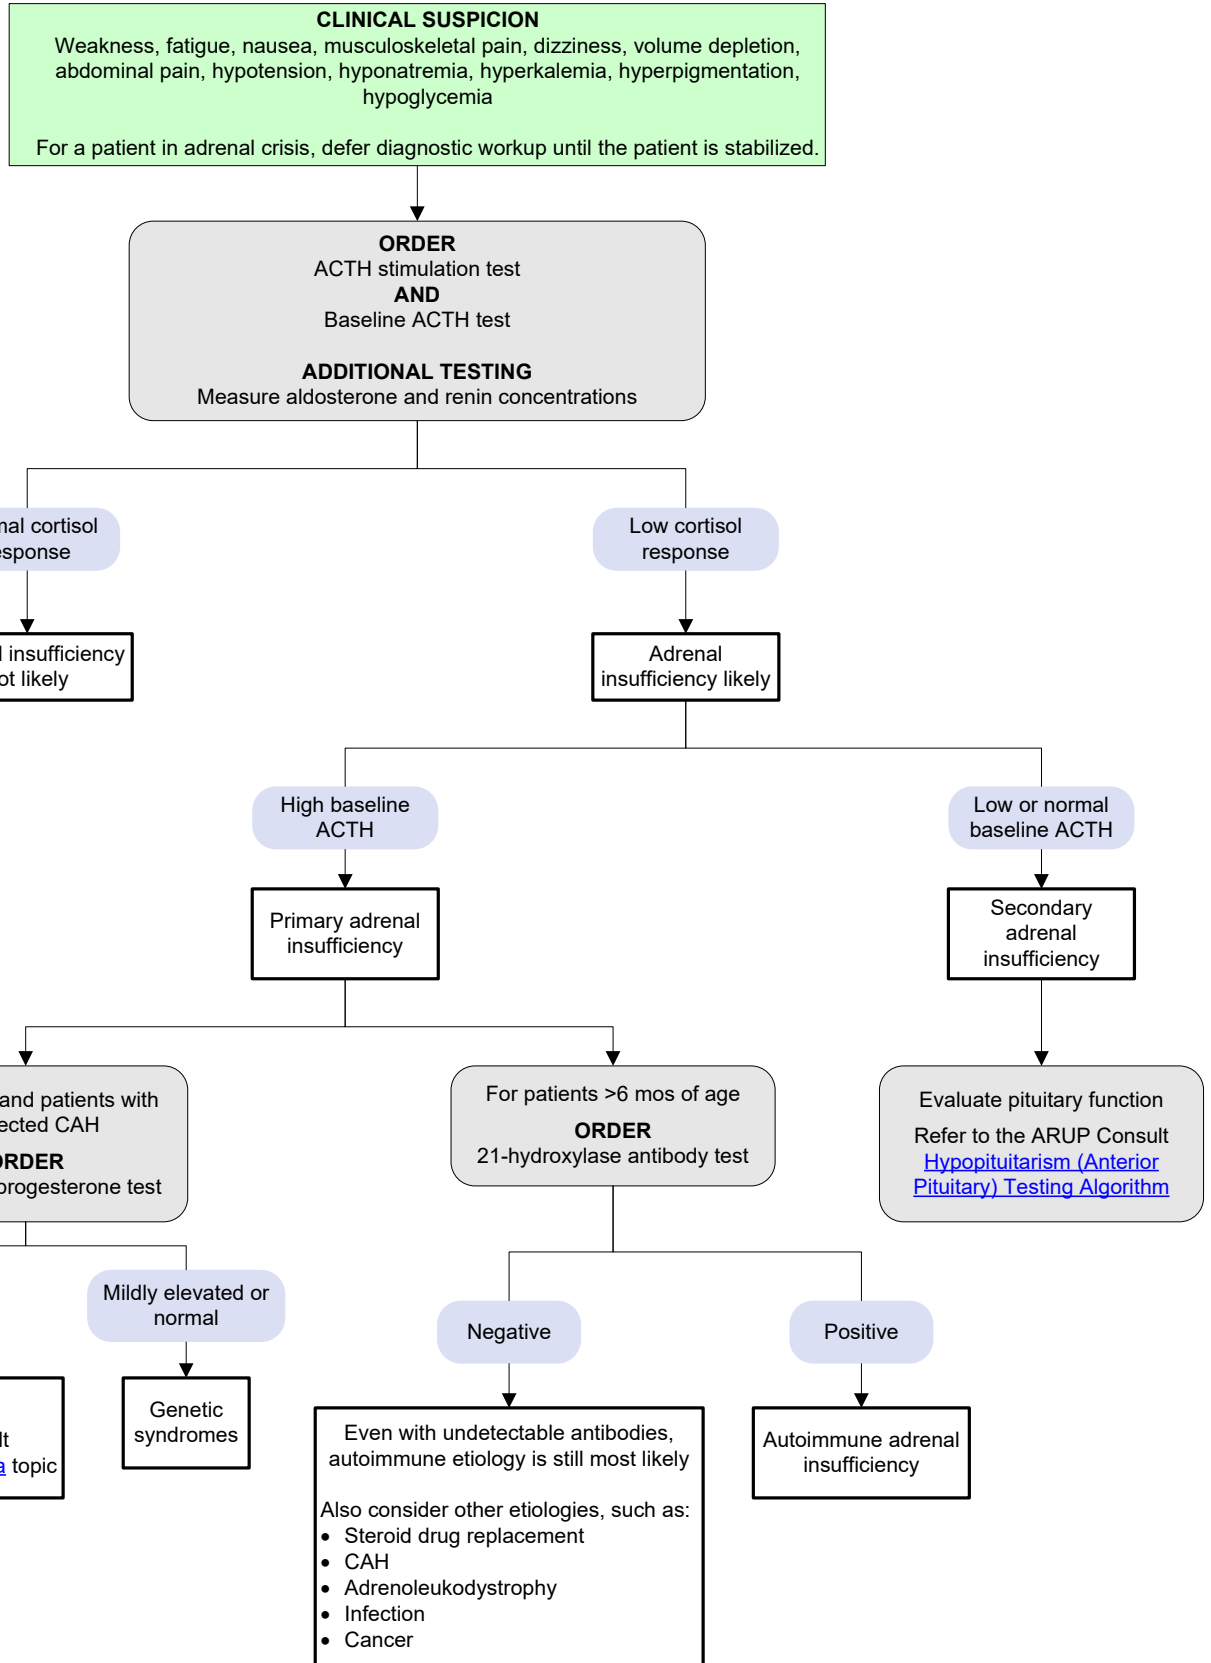 CLINICAL SUSPICION
Weakness, fatigue, nausea, musculoskeletal pain, dizziness, volume depletion,
abdominal pain, hypotension, hyponatremia, hyperkalemia, hyperpigmentation,
hypoglycemia
For a patient in adrenal crisis, defer diagnostic workup until the patient is stabilized.
ORDER
ACTH stimulation test
AND
Baseline ACTH test
ADDITIONAL TESTING
Measure aldosterone and renin concentrations
cortisol
Low cortisol
response
insufficiency
likely
Adrenal
insufficiency likely
High baseline
ACTH
Low or normal
baseline ACTH
Primary adrenal
insufficiency
Secondary
adrenal
insufficiency
and patients with
CAH
progesterone test
For patients >6 mos of age
ORDER
21-hydroxylase antibody test
Evaluate pituitary function
Refer to the ARUP Consult
Hypopituitarism (Anterior
Pituitary) Testing Algorithm
Mildly elevated or
normal
Negative
Positive
topic
Genetic
syndromes
Even with undetectable antibodies,
autoimmune etiology is still most likely
Also consider other etiologies, such as:
• Steroid drug replacement
• CAH
• Adrenoleukodystrophy
• Infection
• Cancer
Autoimmune adrenal
insufficiency